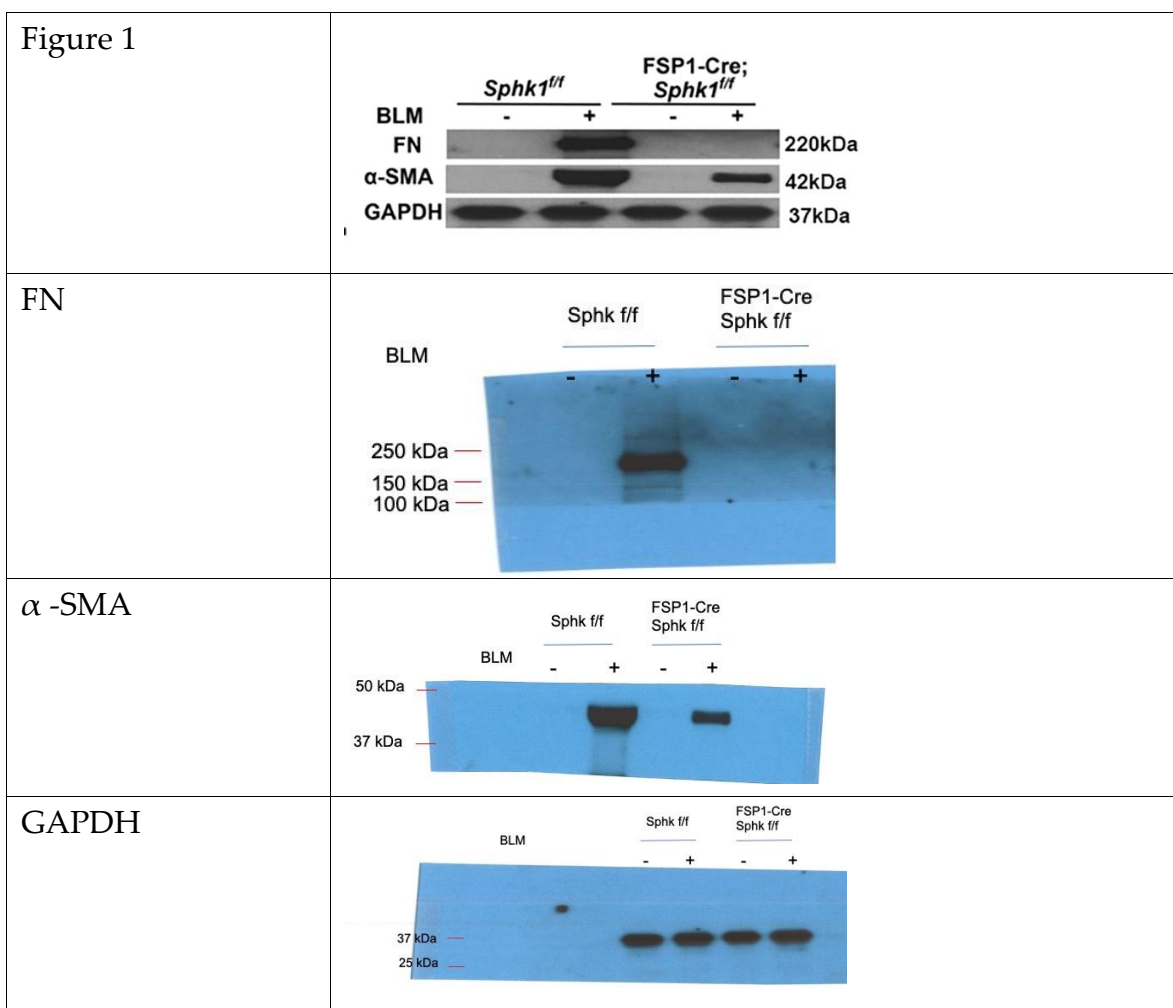 Figure 1
Sphk1f/f
FSP1-Cre;
Sphk1f/f
BLM - + - +
FN 220kDa
α-SMA 42kDa
GAPDH 37kDa
FN
Sphk f/f
FSP1-Cre
Sphk f/f
BLM
- + - +
250 kDa
150 kDa
100 kDa
α -SMA
Sphk f/f
FSP1-Cre
Sphk f/f
BLM - + - +
50 kDa
37 kDa
GAPDH
Sphk f/f
FSP1-Cre
Sphk f/f
BLM
- + - +
37 kDa
25 kDa